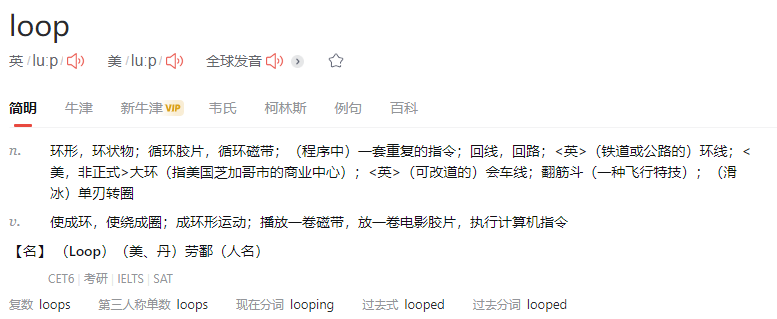 loop
英 /luːp/ 美 /luːp/ 全球发音
简明 牛津 新牛津 VIP 韦氏 柯林斯 例句 百科
n. 环形，环状物；循环胶片，循环磁带；（程序中）一套重复的指令；回线，回路；<英>（铁道或公路的）环线；<
美，非正式>大环（指美国芝加哥市的商业中心）；<英>（可改道的）会车线；翻筋斗（一种飞行特技）；（滑
冰）单刃转圈
v. 使成环，使绕成圈；成环形运动；播放一卷磁带，放一卷电影胶片，执行计算机指令
【名】（Loop）（美、丹）劳鄱（人名）
CET6 | 考研 | IELTS | SAT
复数 loops 第三人称单数 loops 现在分词 looping 过去式 looped 过去分词 looped